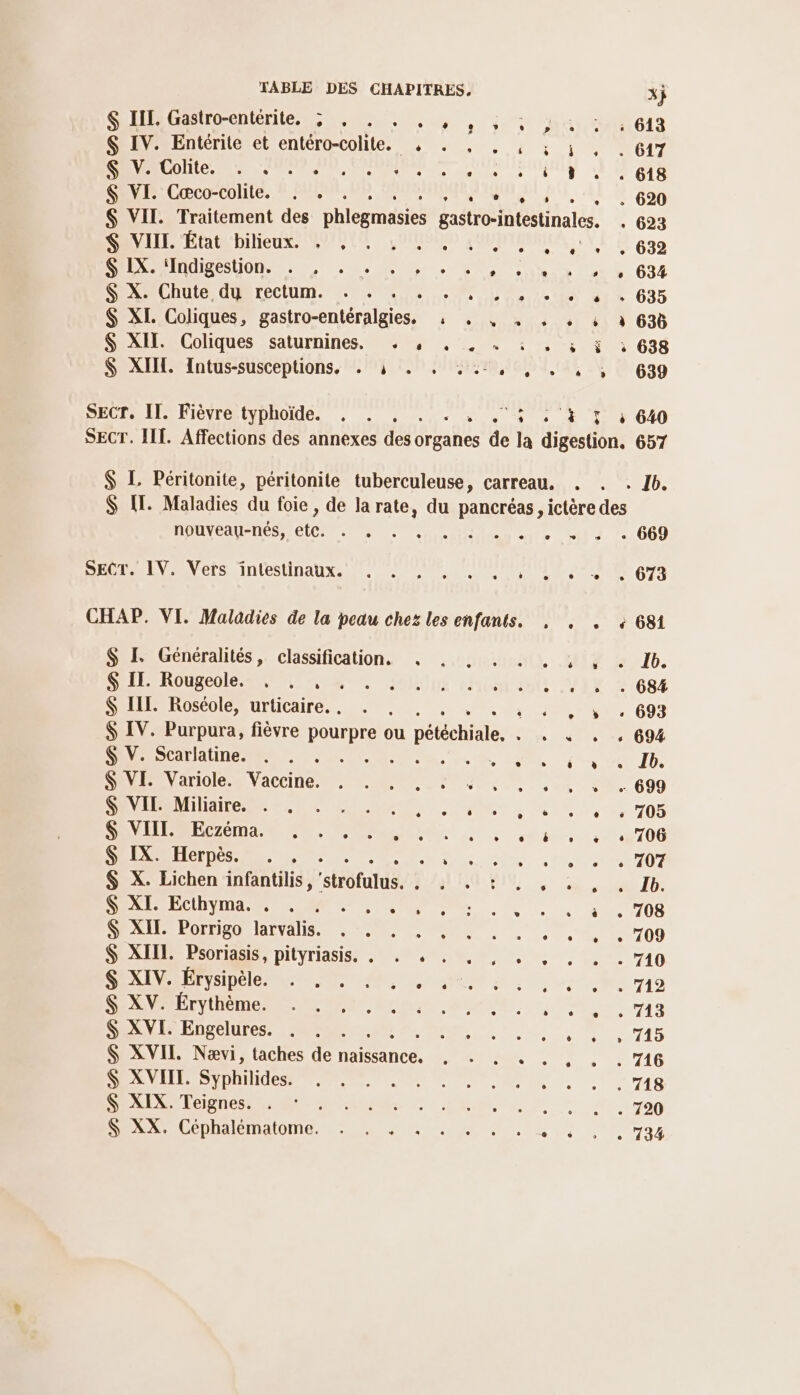 TABLE DES CHAPITRES. xj
§ III. Gastro-entérite. . . . . . . . . . . . 613
§ IV. Entérite et entéro-colite. . . . . . . . . . 617
§ V. Colite. . . . . . . . . . . . . . 618
§ VI. Cœco-colite. . . . . . . . . . . . . 620
§ VII. Traitement des phlegmasies gastro-intestinales. . 623
§ VIII. État bilieux. . . . . . . . . . . . . 632
§ IX. Indigestion. . . . . . . . . . . . . 634
§ X. Chute du rectum. . . . . . . . . . . . 635
§ XI. Coliques, gastro-entéralgies. . . . . . . . 636
§ XII. Coliques saturnines. . . . . . . . . . 638
§ XIII. Intus-susceptions. . . . . . . . . . . 639
SECT. II. Fièvre typhoïde. . . . . . . . . . . 640
SECT. III. Affections des annexes des organes de la digestion. 657
§ I. Péritonite, péritonite tuberculeuse, carreau. . . . Ib.
§ II. Maladies du foie, de la rate, du pancréas, ictère des
nouveau-nés, etc. . . . . . . . . . . . . 669
SECT. IV. Vers intestinaux. . . . . . . . . . . 673
CHAP. VI. Maladies de la peau chez les enfants. . . . . 681
§ I. Généralités, classification. . . . . . . . . . Ib.
§ II. Rougeole. . . . . . . . . . . . . . 684
§ III. Roséole, urticaire. . . . . . . . . . . . 693
§ IV. Purpura, fièvre pourpre ou pétéchiale. . . . . . 694
§ V. Scarlatine. . . . . . . . . . . . . . Ib.
§ VI. Variole. Vaccine. . . . . . . . . . . . 699
§ VII. Miliaire. . . . . . . . . . . . . . 705
§ VIII. Eczéma. . . . . . . . . . . . . . 706
§ IX. Herpès. . . . . . . . . . . . . . 707
§ X. Lichen infantilis, strofulus. . . . . . . . . . Ib.
§ XI. Ecthyma. . . . . . . . . . . . . . 708
§ XII. Porrigo larvalis. . . . . . . . . . . . 709
§ XIII. Psoriasis, pityriasis. . . . . . . . . . . 710
§ XIV. Érysipèle. . . . . . . . . . . . . 712
§ XV. Érythème. . . . . . . . . . . . . 713
§ XVI. Engelures. . . . . . . . . . . . . 715
§ XVII. Nævi, taches de naissance. . . . . . . . . 716
§ XVIII. Syphilides. . . . . . . . . . . . . 718
§ XIX. Teignes. . . . . . . . . . . . . . 720
§ XX. Céphalématome. . . . . . . . . . . . 734